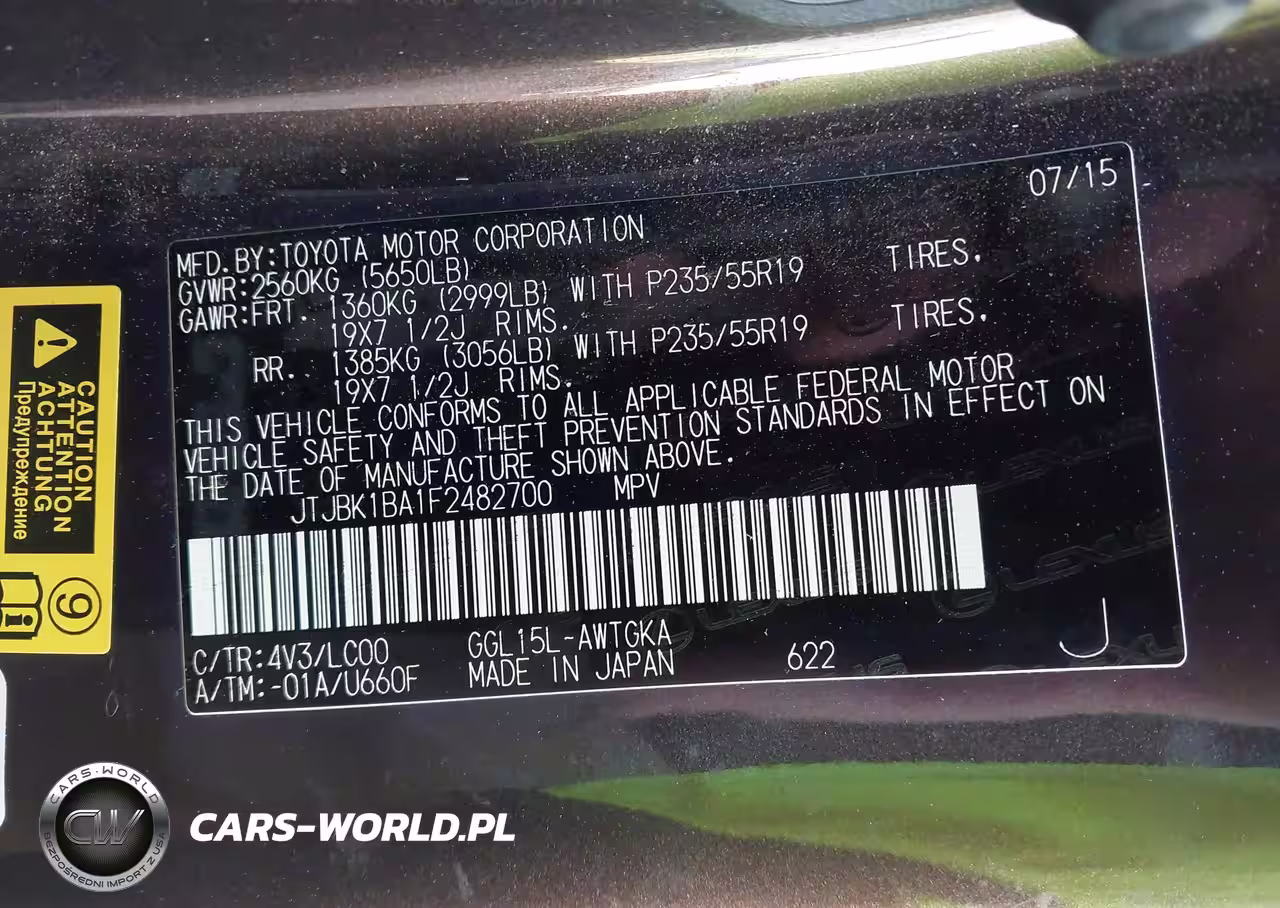 07/15
MFD.BY:TOYOTA MOTOR CORPORATION
GVWR:2560KG (5650LB)
GAWR:FRT. 1360KG (2999LB) WITH P235/55R19 TIRES.
19X7 1/2J RIMS.
RR. 1385KG (3056LB) WITH P235/55R19 TIRES.
19X7 1/2J RIMS.
THIS VEHICLE CONFORMS TO ALL APPLICABLE FEDERAL MOTOR
VEHICLE SAFETY AND THEFT PREVENTION STANDARDS IN EFFECT ON
THE DATE OF MANUFACTURE SHOWN ABOVE.
JTJBK1BA1F2482700 MPV
C/TR:4V3/LC00 GGL15L-AWTGKA
A/TM:-01A/U660F MADE IN JAPAN 622 J
LEXUS
CAUTION
ATTENTION
ACHTUNG
Предупреждение
9
CARS-WORLD
CW
BEZPOŚREDNI IMPORT Z USA
CARS-WORLD.PL